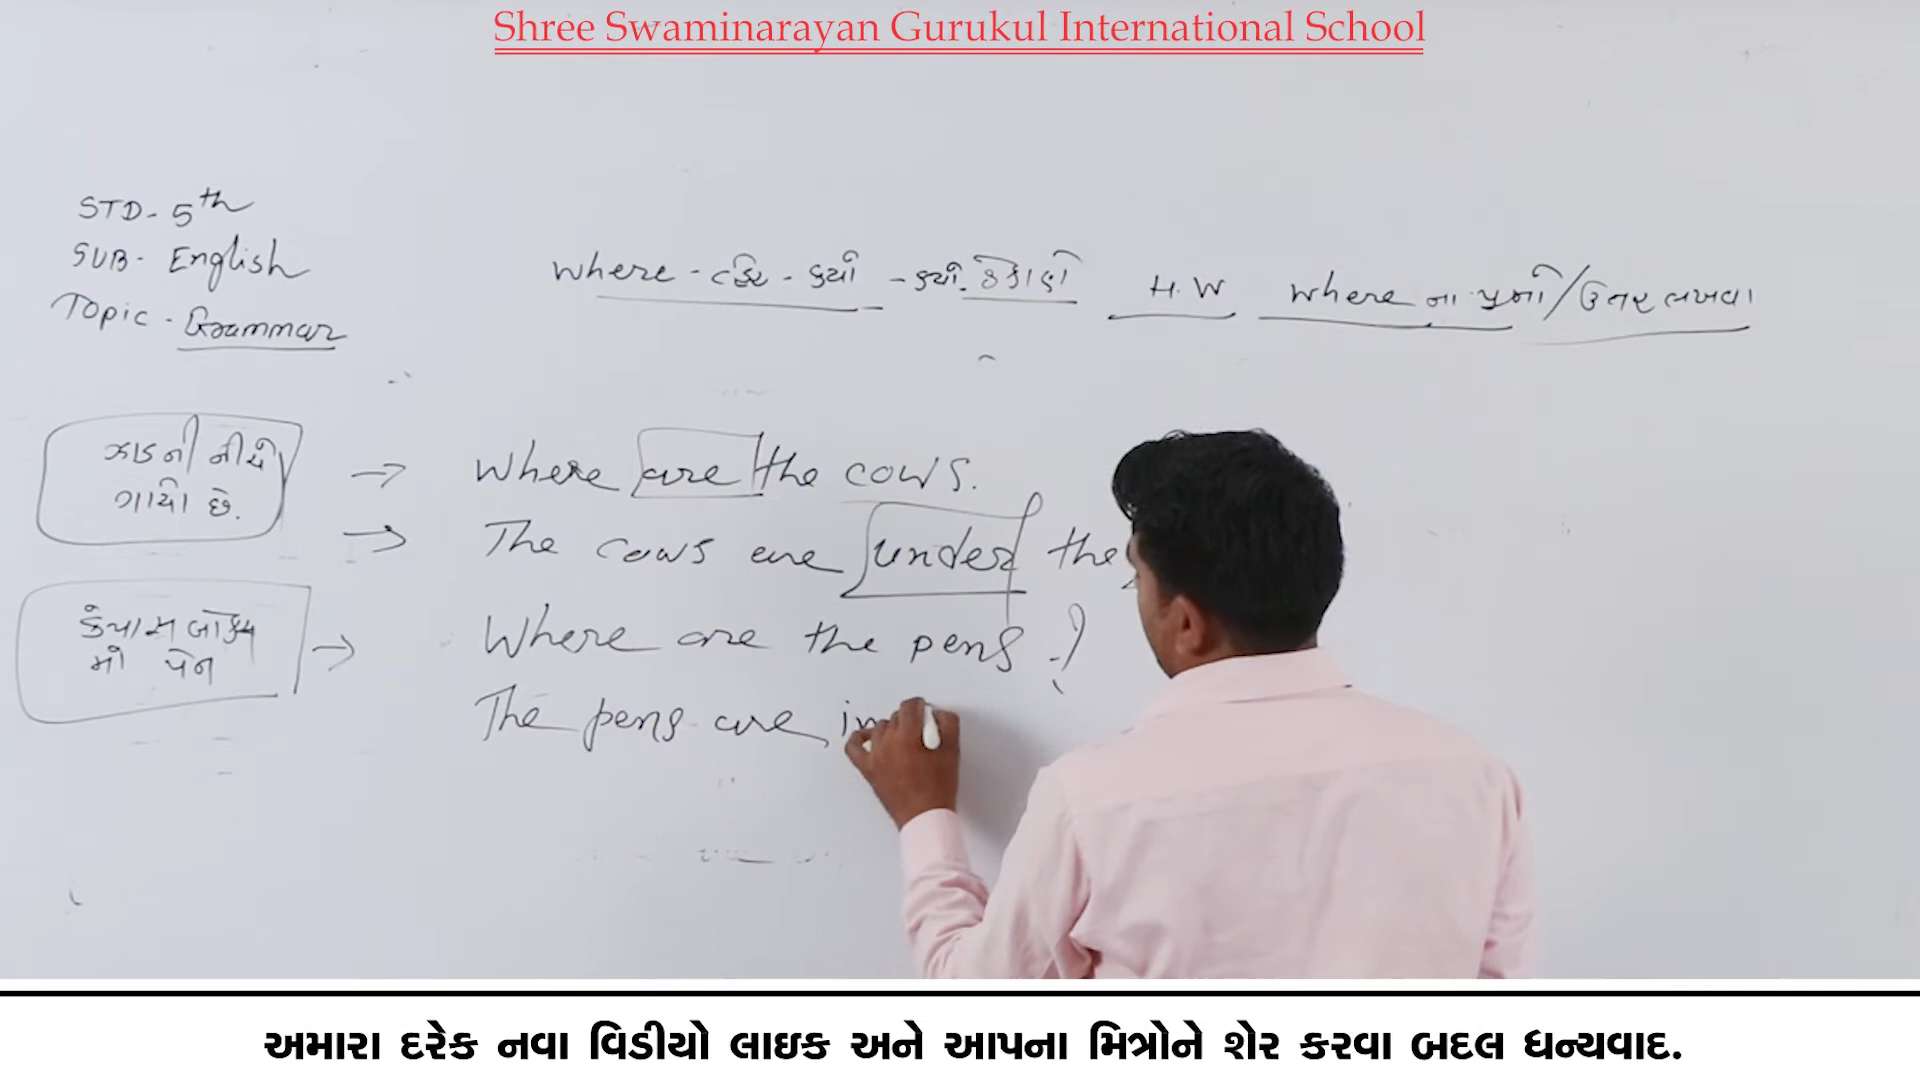 Shree Swaminarayan Gurukul International School
STD- 5th
SUB- English
Topic - Grammar
where - વ્હેર - કયાં - કયાં. ઠેકાણે
H.W where ના પ્રશ્નો/ઉત્તર લખવા
ઝાડની નીચે
ગાયો છે.
→ Where are the cows.
→ The cows are under the
કંપાસ બોક્ષ
માં પેન
→ Where are the pens ?
The pens are in
અમારા દરેક નવા વિડીયો લાઇક અને આપના મિત્રોને શેર કરવા બદલ ધન્યવાદ.